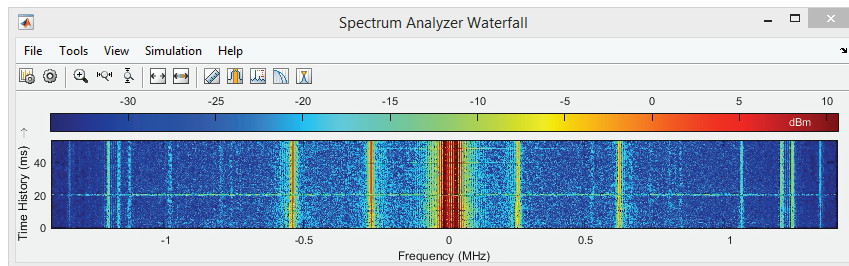 Spectrum Analyzer Waterfall
File Tools View Simulation Help
-30 -25 -20 -15 -10 -5 0 5 10
dBm
Time History (ms)
40
20
0
-1 -0.5 0 0.5 1
Frequency (MHz)